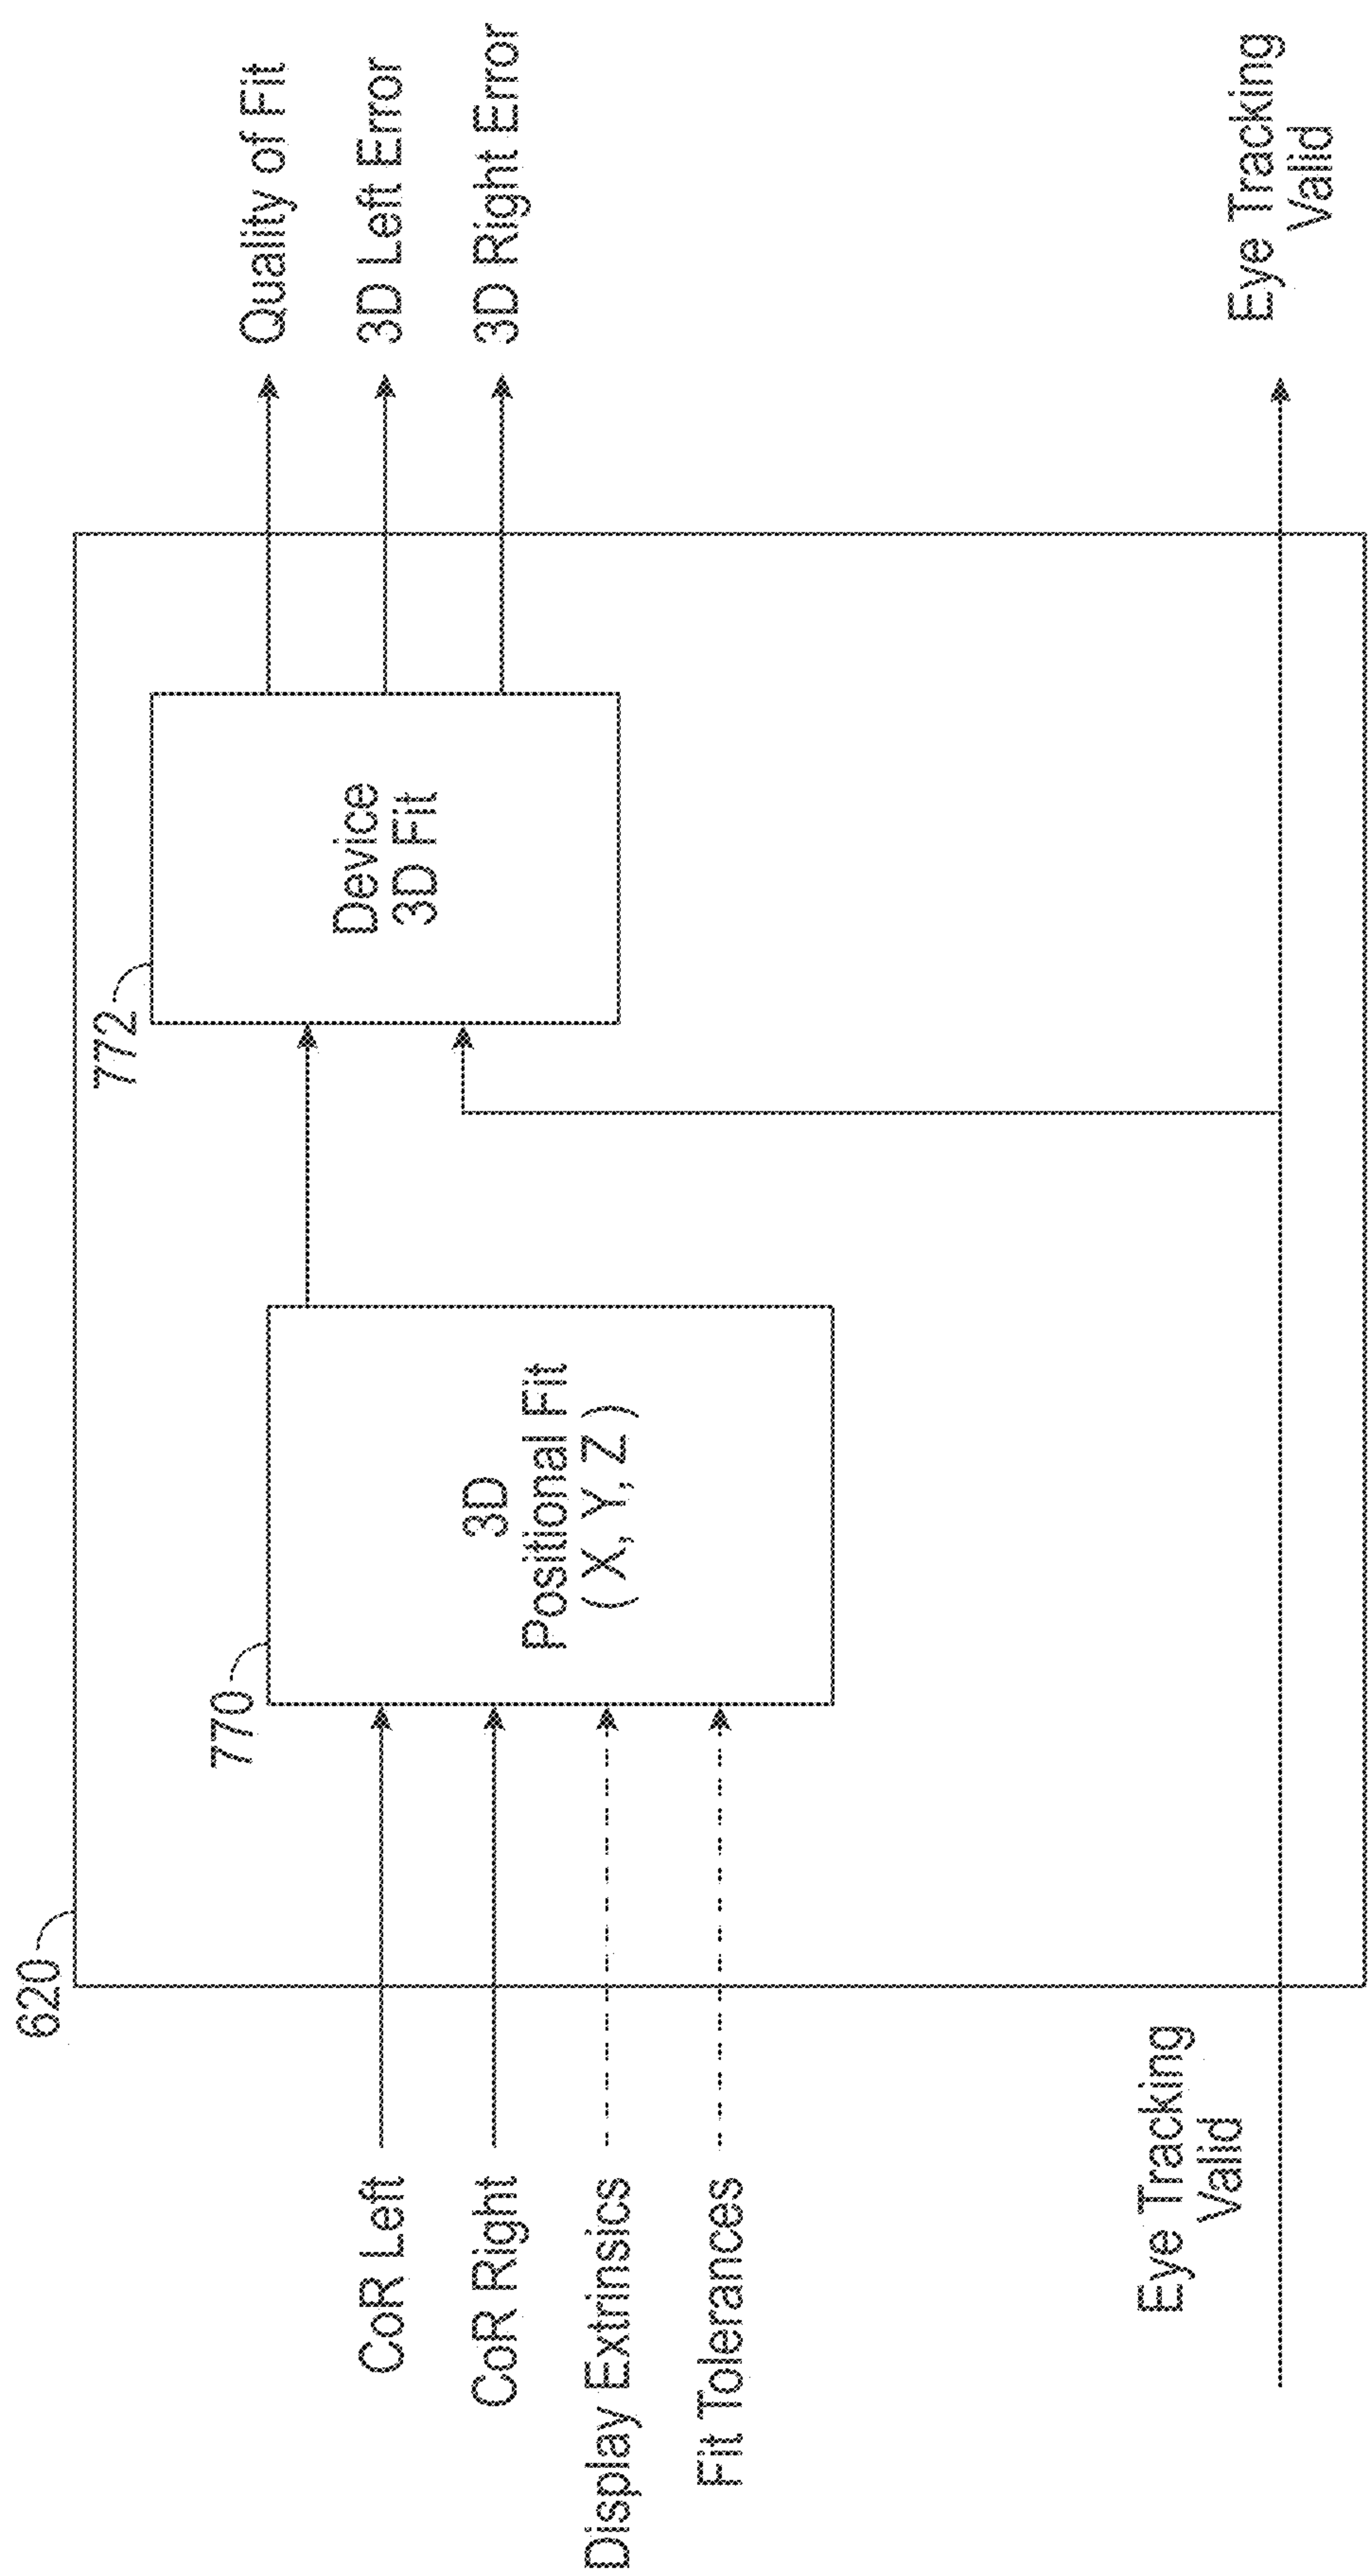 620
770
772
CoR Left
CoR Right
Display Extrinsics
Fit Tolerances
Eye Tracking
Valid
3D
Positional Fit
( X, Y, Z )
Device
3D Fit
Quality of Fit
3D Left Error
3D Right Error
Eye Tracking
Valid